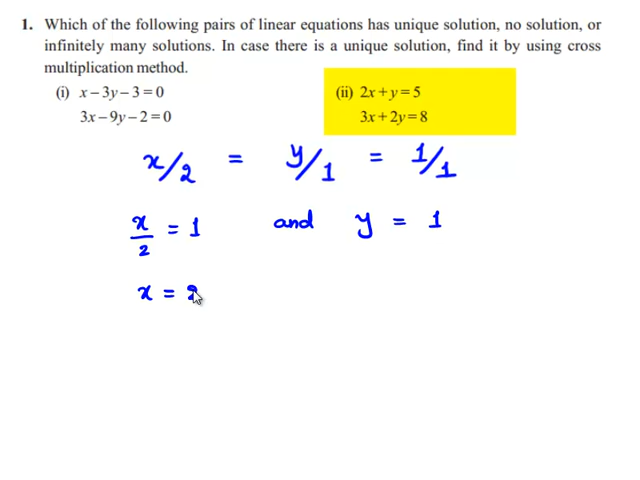 1. Which of the following pairs of linear equations has unique solution, no solution, or
infinitely many solutions. In case there is a unique solution, find it by using cross
multiplication method.
(i) x – 3y – 3 = 0 (ii) 2x + y = 5
3x – 9y – 2 = 0 3x + 2y = 8
x/2 = y/1 = 1/1
x/2 = 1 and y = 1
x = 2